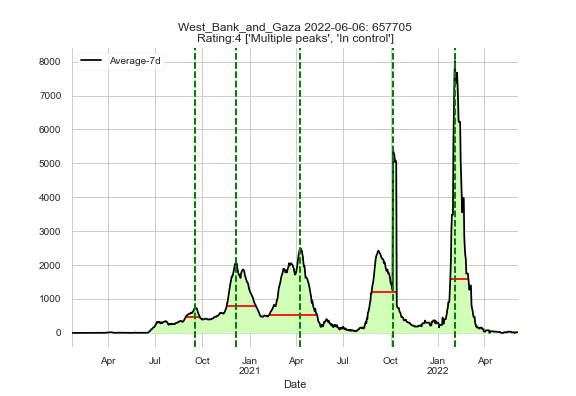 West_Bank_and_Gaza 2022-06-06: 657705
Rating:4 ['Multiple peaks', 'In control']
Average-7d
8000
7000
6000
5000
4000
3000
2000
1000
0
Apr Jul Oct Jan Apr Jul Oct Jan Apr
2021 2022
Date